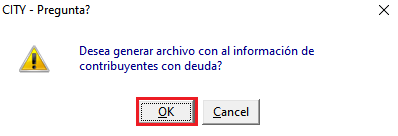 CITY - Pregunta?
Desea generar archivo con al información de
contribuyentes con deuda?
OK
Cancel